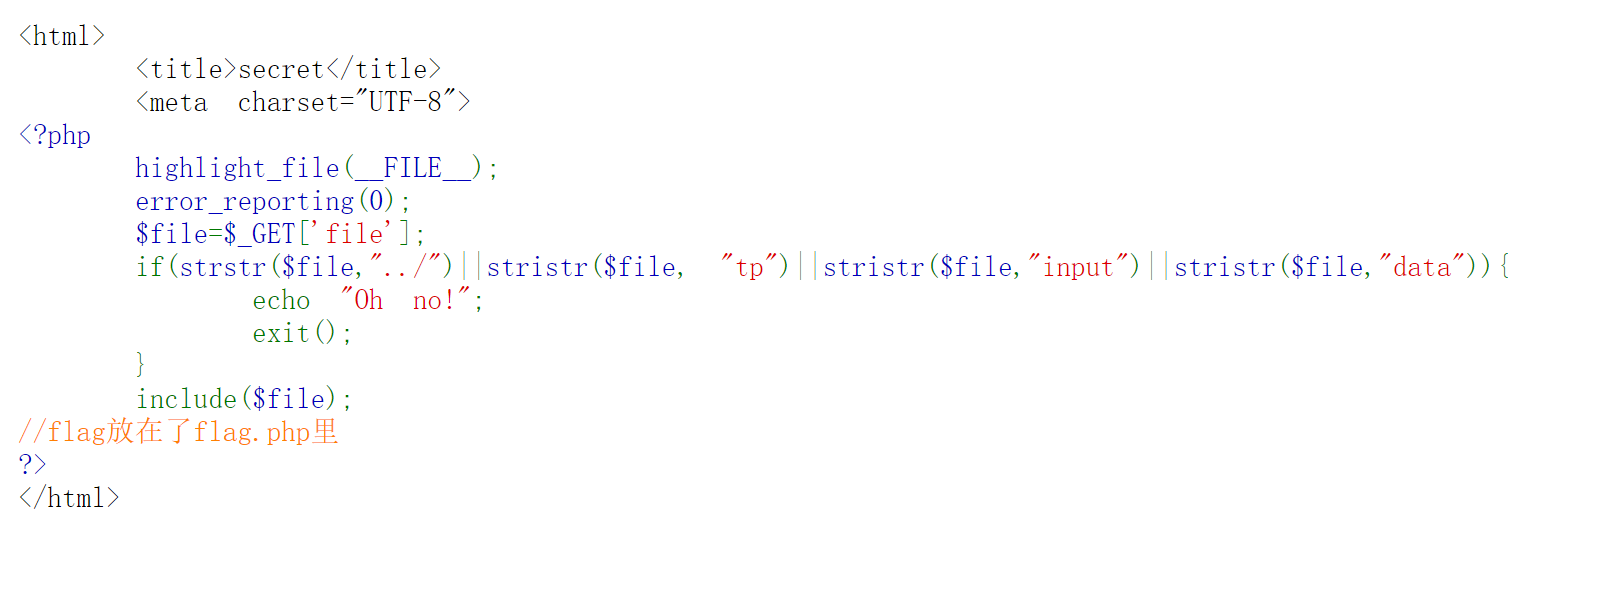 <html>
<title>secret</title>
<meta charset="UTF-8">
<?php
highlight_file(__FILE__);
error_reporting(0);
$file=$_GET['file'];
if(strstr($file,"../")||stristr($file, "tp")||stristr($file,"input")||stristr($file,"data")){
echo "Oh no!";
exit();
}
include($file);
//flag放在了flag.php里
?>
</html>